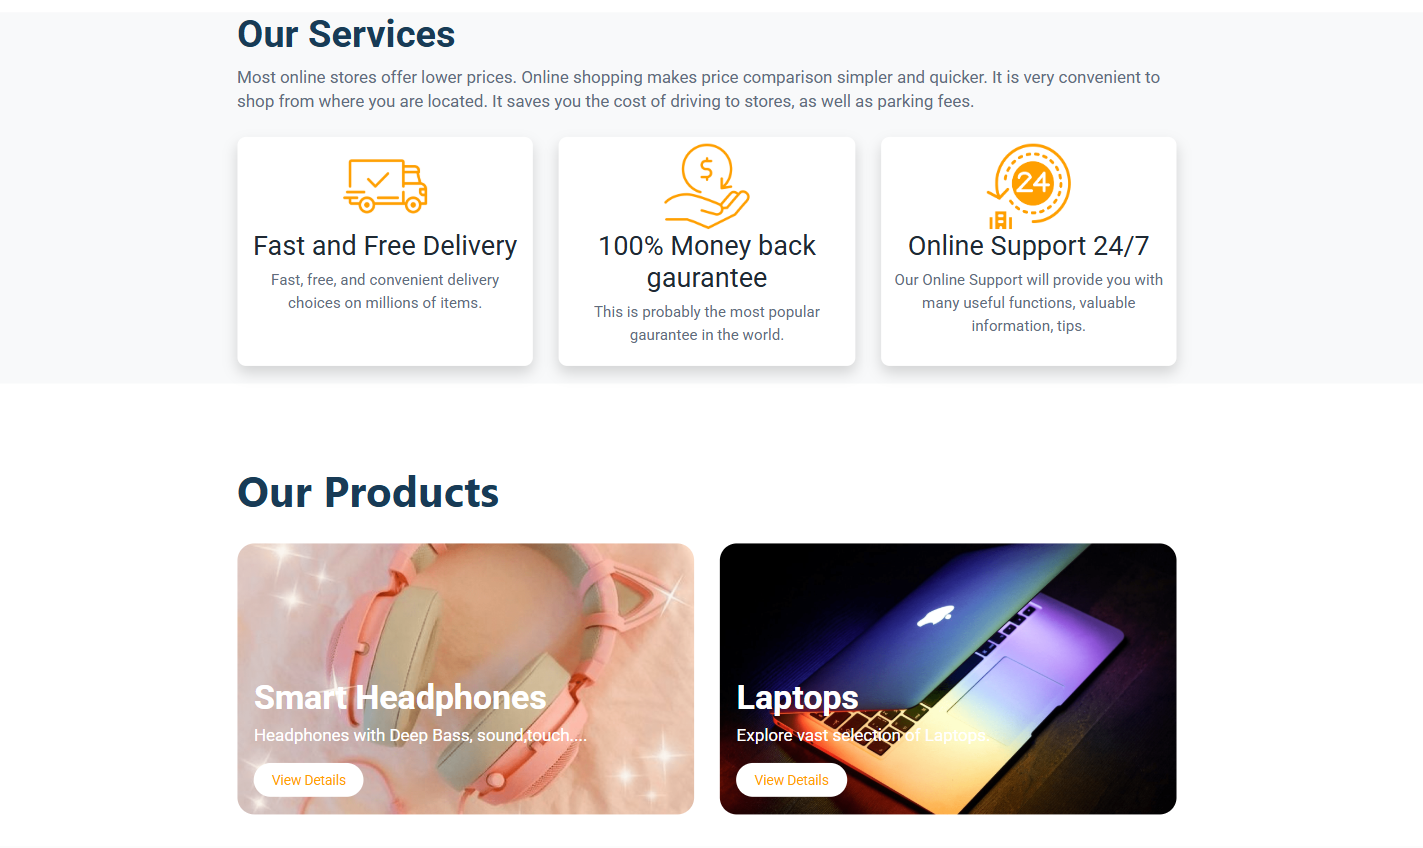 Our Services
Most online stores offer lower prices. Online shopping makes price comparison simpler and quicker. It is very convenient to
shop from where you are located. It saves you the cost of driving to stores, as well as parking fees.
$
24
Fast and Free Delivery
Fast, free, and convenient delivery
choices on millions of items.
100% Money back
gaurantee
This is probably the most popular
gaurantee in the world.
Online Support 24/7
Our Online Support will provide you with
many useful functions, valuable
information, tips.
Our Products
Smart Headphones
Headphones with Deep Bass, sound,touch....
View Details
Laptops
Explore vast selection of Laptops.
View Details